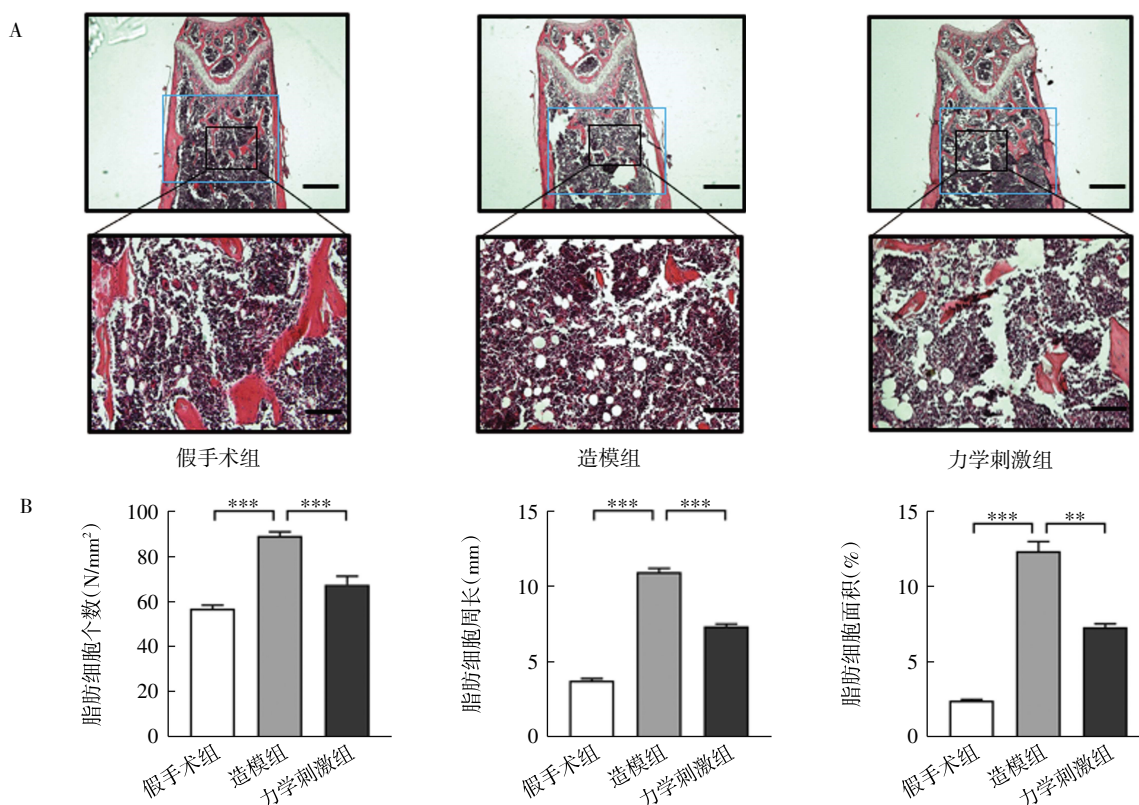 A
假手术组
造模组
力学刺激组
B
脂肪细胞个数(N/mm²)
100
80
60
40
20
0
***
***
假手术组
造模组
力学刺激组
脂肪细胞周长(mm)
15
10
5
0
***
***
假手术组
造模组
力学刺激组
脂肪细胞面积(%)
15
10
5
0
***
**
假手术组
造模组
力学刺激组